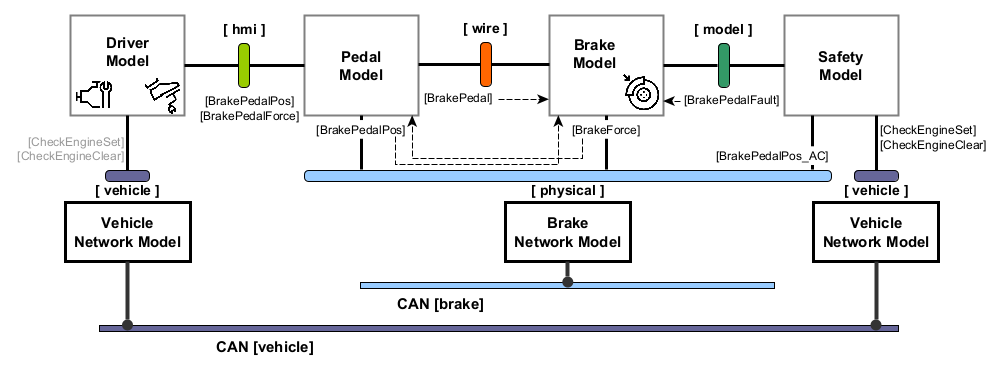 [ hmi ]
[ wire ]
[ model ]
Driver
Model
Pedal
Model
Brake
Model
Safety
Model
[BrakePedalPos]
[BrakePedalForce]
[BrakePedal]
[BrakePedalFault]
[CheckEngineSet]
[CheckEngineClear]
[BrakePedalPos]
[BrakeForce]
[BrakePedalPos_AC]
[CheckEngineSet]
[CheckEngineClear]
[ vehicle ]
[ physical ]
[ vehicle ]
Vehicle
Network Model
Brake
Network Model
Vehicle
Network Model
CAN [brake]
CAN [vehicle]